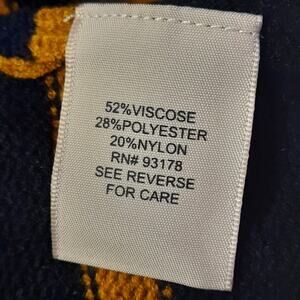 52%VISCOSE
28%POLYESTER
20%NYLON
RN# 93178
SEE REVERSE
FOR CARE